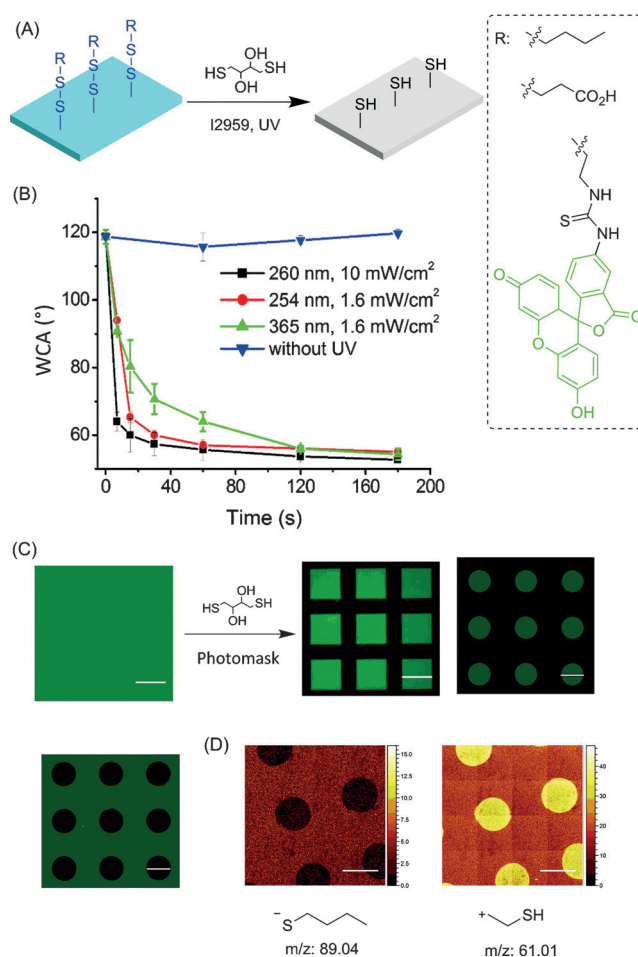 (A)
R
R
R
S
S
S
S
S
S
OH
HS
SH
OH
I2959, UV
SH
SH
SH
R:
CO₂H
NH
S
NH
O
O
O
O
OH
(B)
WCA (°)
120
100
80
60
260 nm, 10 mW/cm²
254 nm, 1.6 mW/cm²
365 nm, 1.6 mW/cm²
without UV
0 40 80 120 160 200
Time (s)
(C)
OH
HS
SH
OH
Photomask
(D)
15.0
12.5
10.0
7.5
5.0
2.5
0.0
40
30
20
10
0
⁻S
m/z: 89.04
+
SH
m/z: 61.01